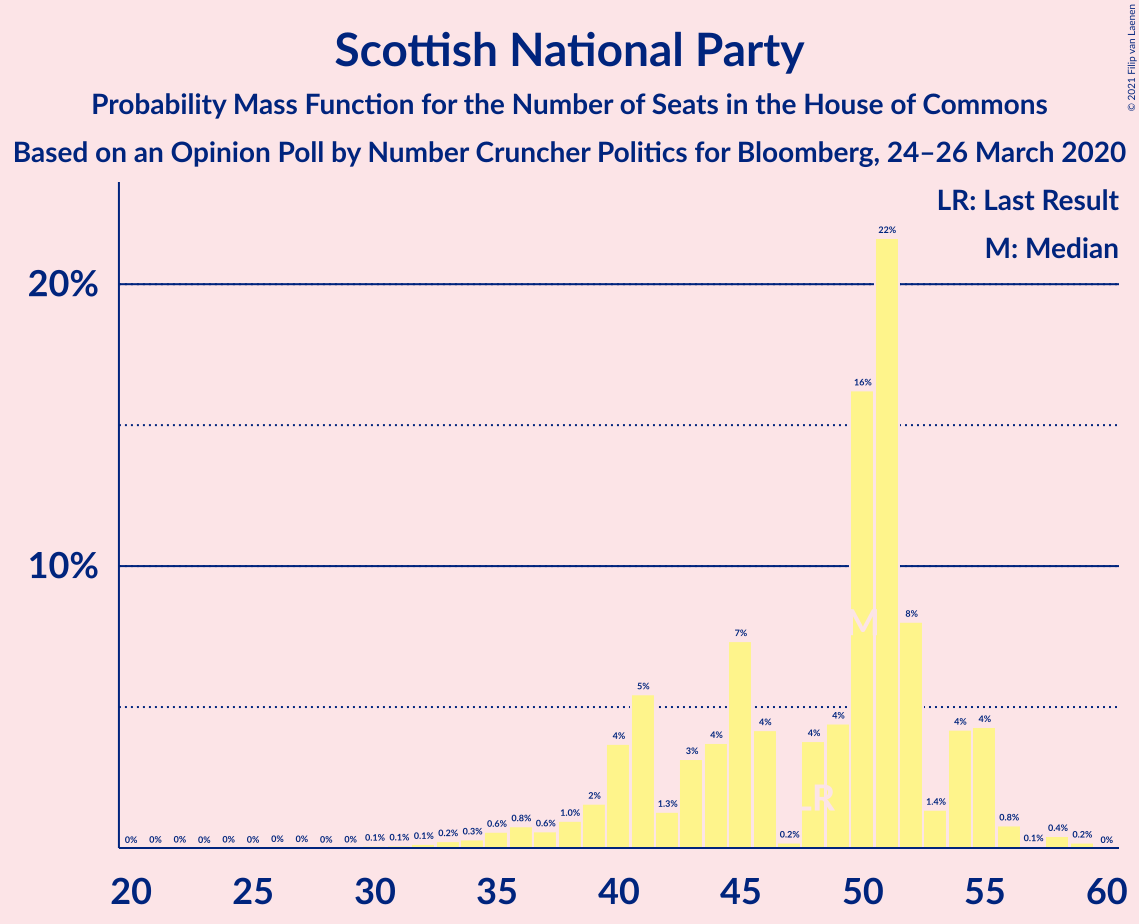 Scottish National Party
Probability Mass Function for the Number of Seats in the House of Commons
Based on an Opinion Poll by Number Cruncher Politics for Bloomberg, 24–26 March 2020
© 2021 Filip van Laenen
LR: Last Result
M: Median
20%
10%
0% 0% 0% 0% 0% 0% 0% 0% 0% 0% 0.1% 0.1% 0.1% 0.2% 0.3% 0.6% 0.8% 0.6% 1.0% 2% 4% 5% 1.3% 3% 4% 7% 4% 0.2% 4% 4% 16% 22% 8% 1.4% 4% 4% 0.8% 0.1% 0.4% 0.2% 0%
M
LR
20 25 30 35 40 45 50 55 60